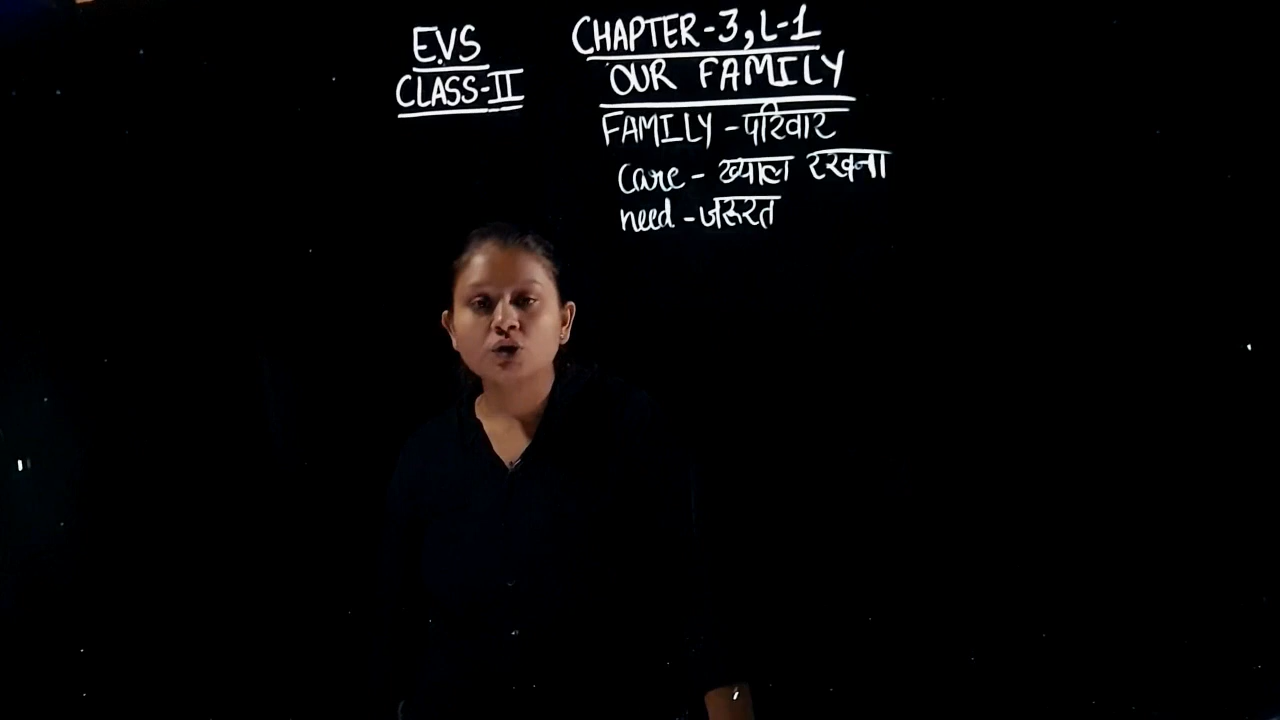 E.VS
CLASS-II
CHAPTER-3, L-1
OUR FAMILY
FAMILY - परिवार
care - ख्याल रखना
need - जरूरत